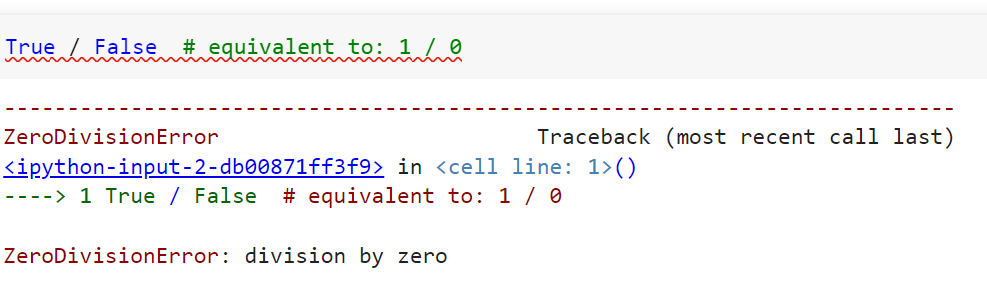 True / False  # equivalent to: 1 / 0
---------------------------------------------------------------------------
ZeroDivisionError                         Traceback (most recent call last)
<ipython-input-2-db00871ff3f9> in <cell line: 1>()
----> 1 True / False  # equivalent to: 1 / 0

ZeroDivisionError: division by zero